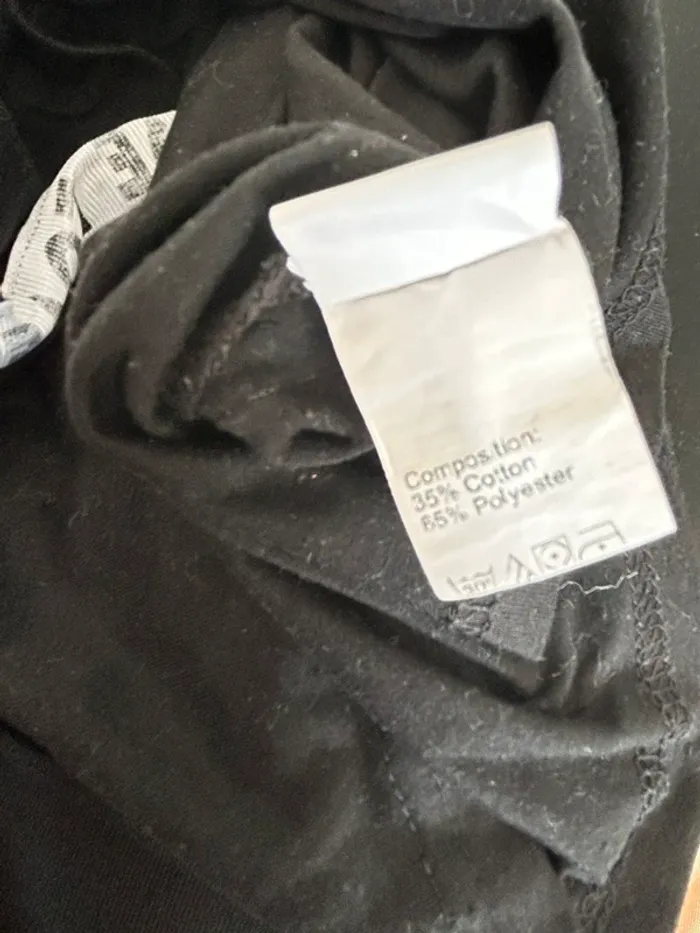 Composition:
35% Cotton
65% Polyester